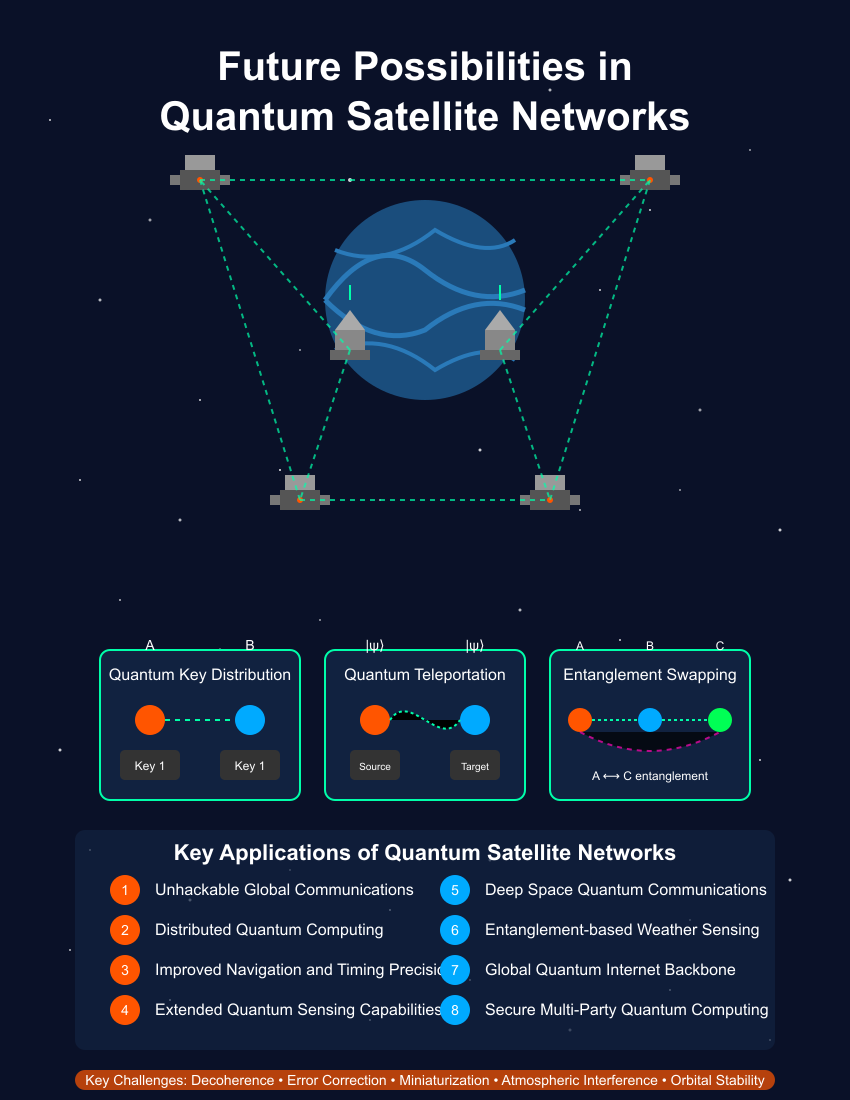 Future Possibilities in
Quantum Satellite Networks
A B
|ψ⟩ |ψ⟩
A B C
Quantum Key Distribution
Key 1 Key 1
Quantum Teleportation
Source Target
Entanglement Swapping
A ⟷ C entanglement
Key Applications of Quantum Satellite Networks
1 Unhackable Global Communications
2 Distributed Quantum Computing
3 Improved Navigation and Timing Precisio
4 Extended Quantum Sensing Capabilities
5 Deep Space Quantum Communications
6 Entanglement-based Weather Sensing
7 Global Quantum Internet Backbone
8 Secure Multi-Party Quantum Computing
Key Challenges: Decoherence • Error Correction • Miniaturization • Atmospheric Interference • Orbital Stability